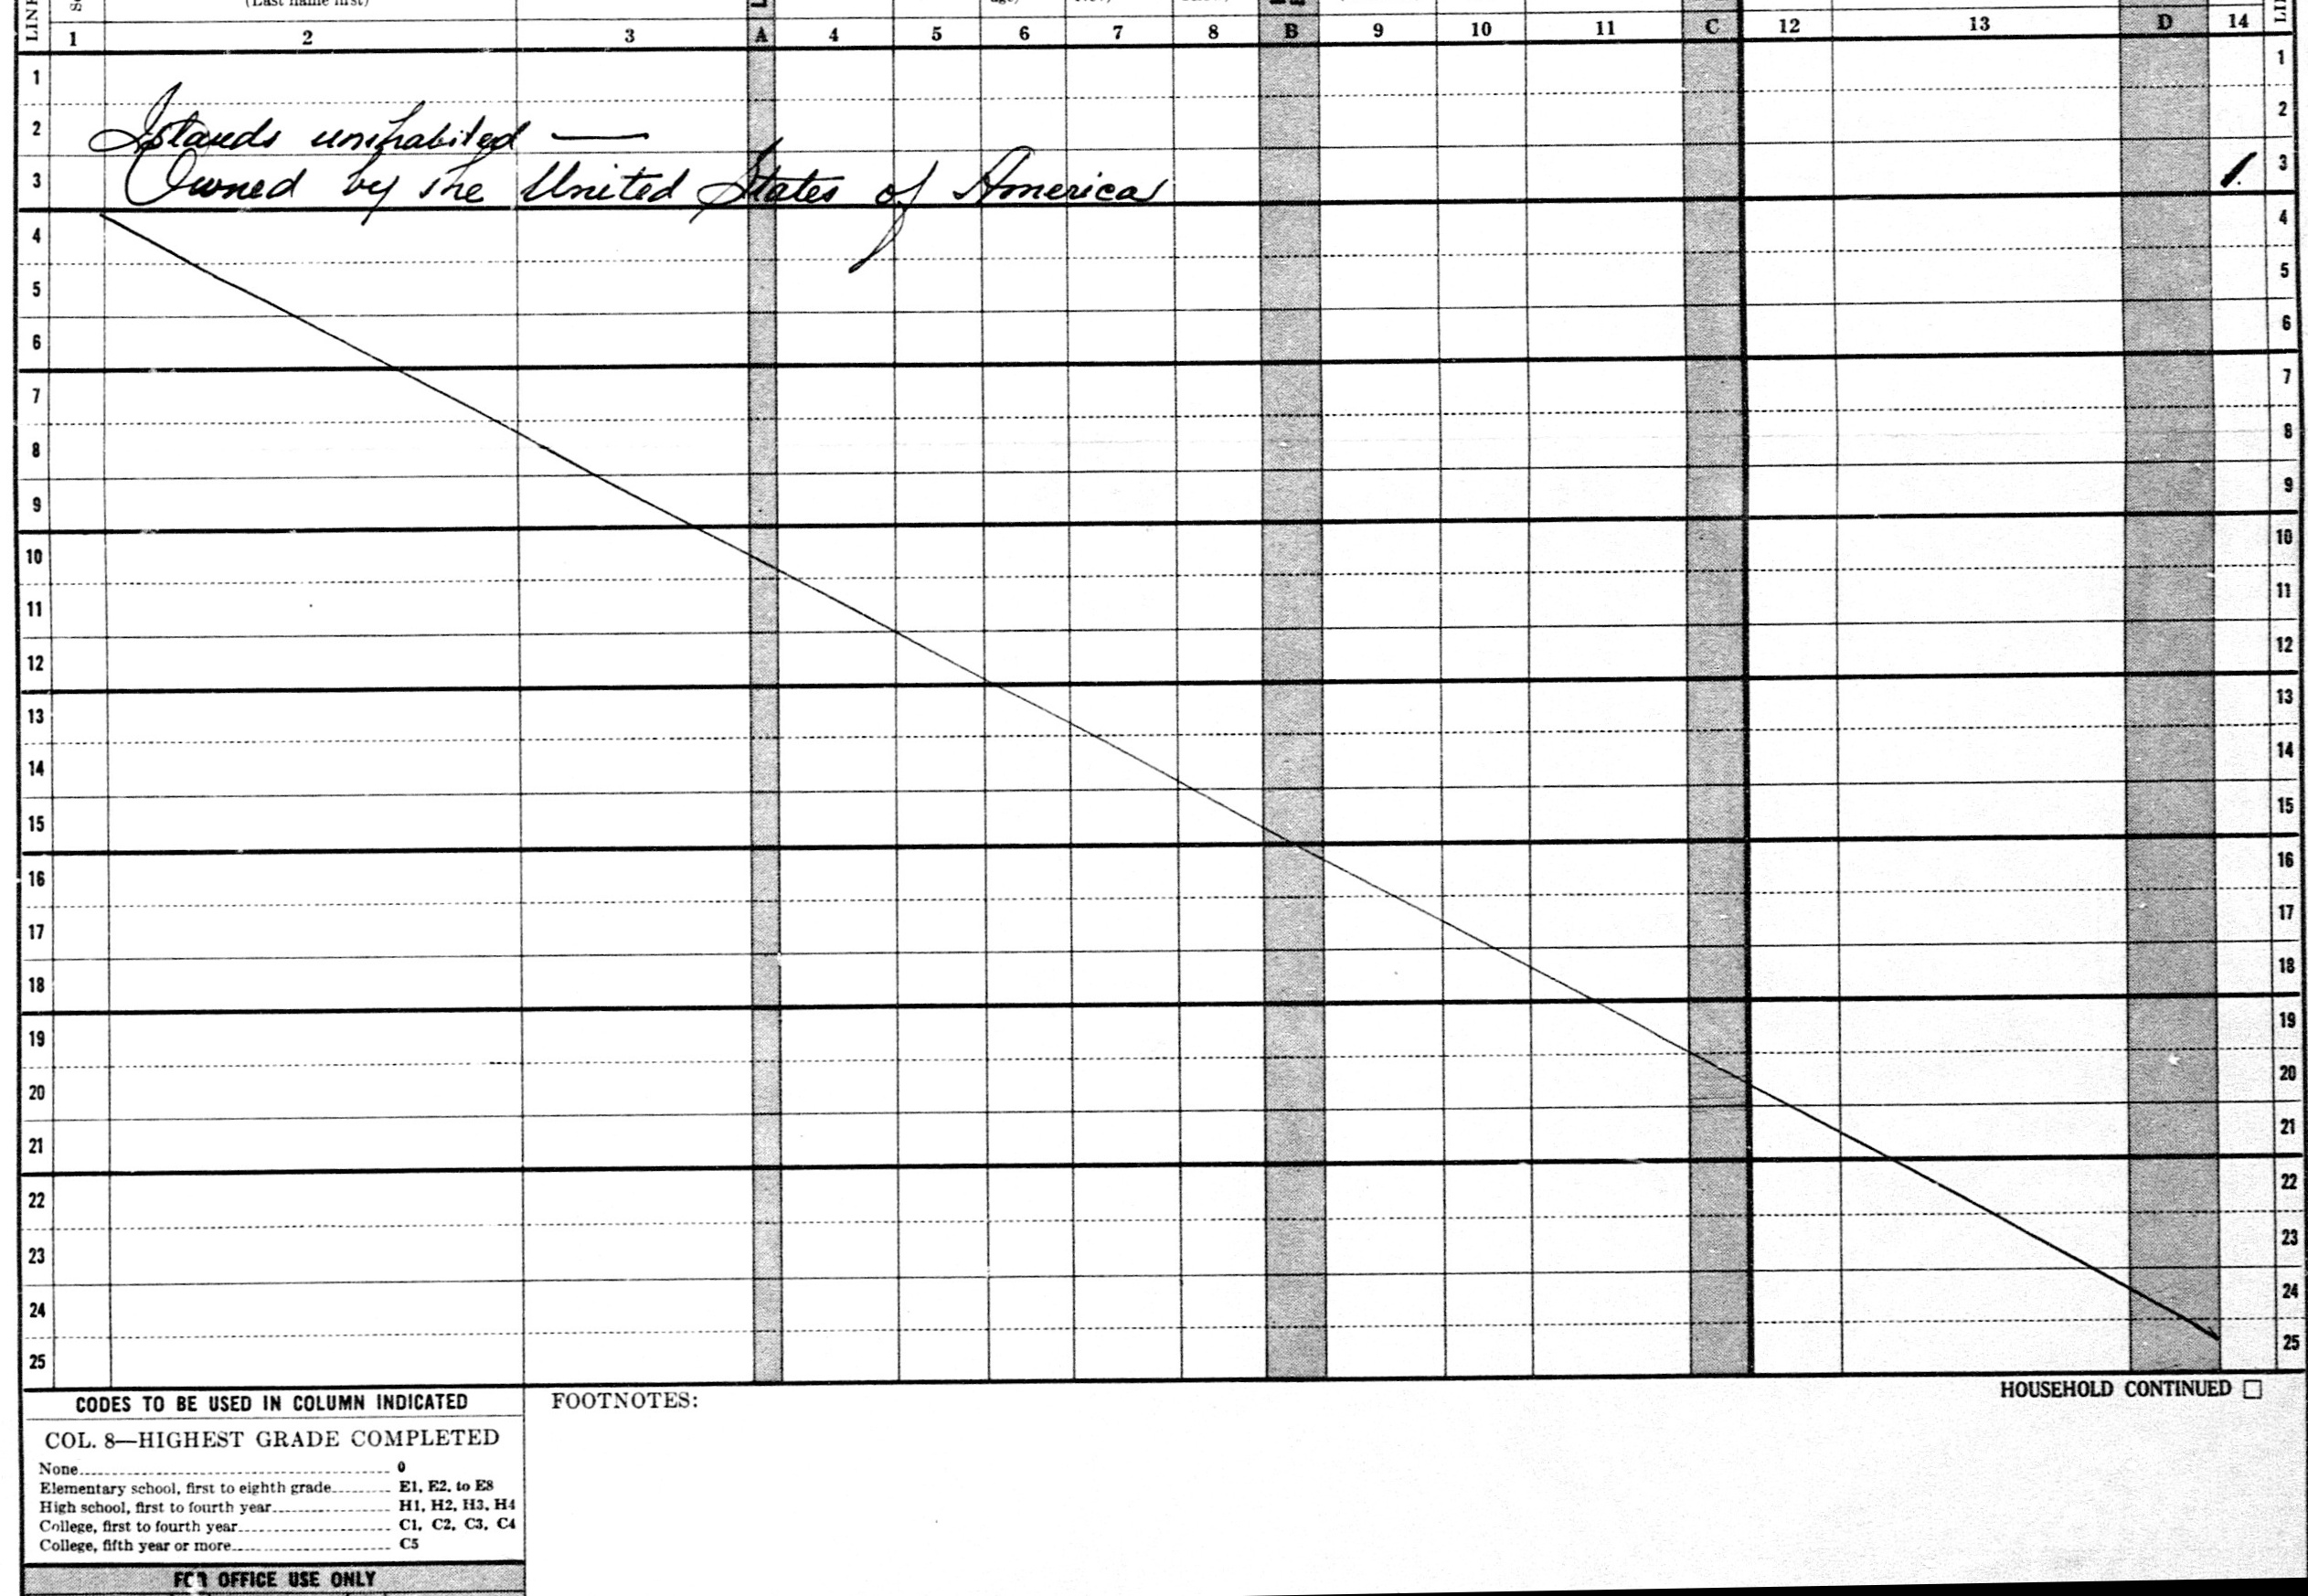 LINE
(Last name first)
age)
1 2 3 A 4 5 6 7 8 B 9 10 11 C 12 13 D 14
1 1
2 Islands uninhabited — 2
3 Owned by the United States of America 1. 3
4 4
5 5
6 6
7 7
8 8
9 9
10 10
11 11
12 12
13 13
14 14
15 15
16 16
17 17
18 18
19 19
20 20
21 21
22 22
23 23
24 24
25 25
CODES TO BE USED IN COLUMN INDICATED
FOOTNOTES:
HOUSEHOLD CONTINUED □
COL. 8—HIGHEST GRADE COMPLETED
None 0
Elementary school, first to eighth grade E1, E2, to E8
High school, first to fourth year H1, H2, H3, H4
College, first to fourth year C1, C2, C3, C4
College, fifth year or more C5
FOR OFFICE USE ONLY